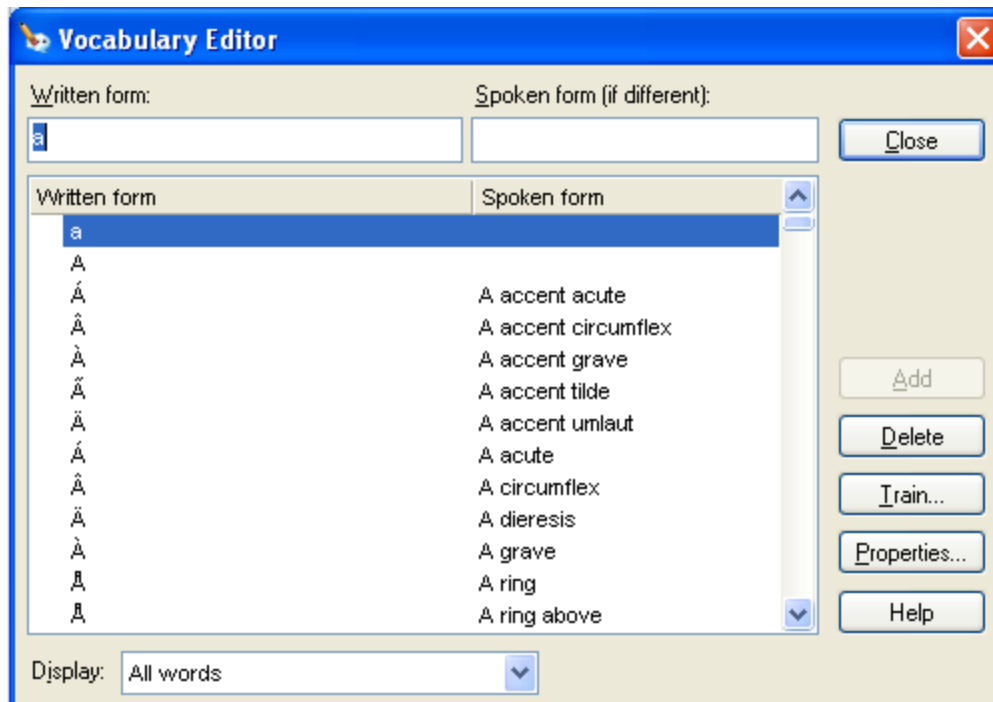 Vocabulary Editor
Written form: Spoken form (if different):
a
Close
Written form Spoken form
a
A
Á A accent acute
Â A accent circumflex
À A accent grave
Ã A accent tilde
Ä A accent umlaut
Á A acute
Â A circumflex
Ä A dieresis
À A grave
Å A ring
Å A ring above
Add
Delete
Train...
Properties...
Help
Display: All words